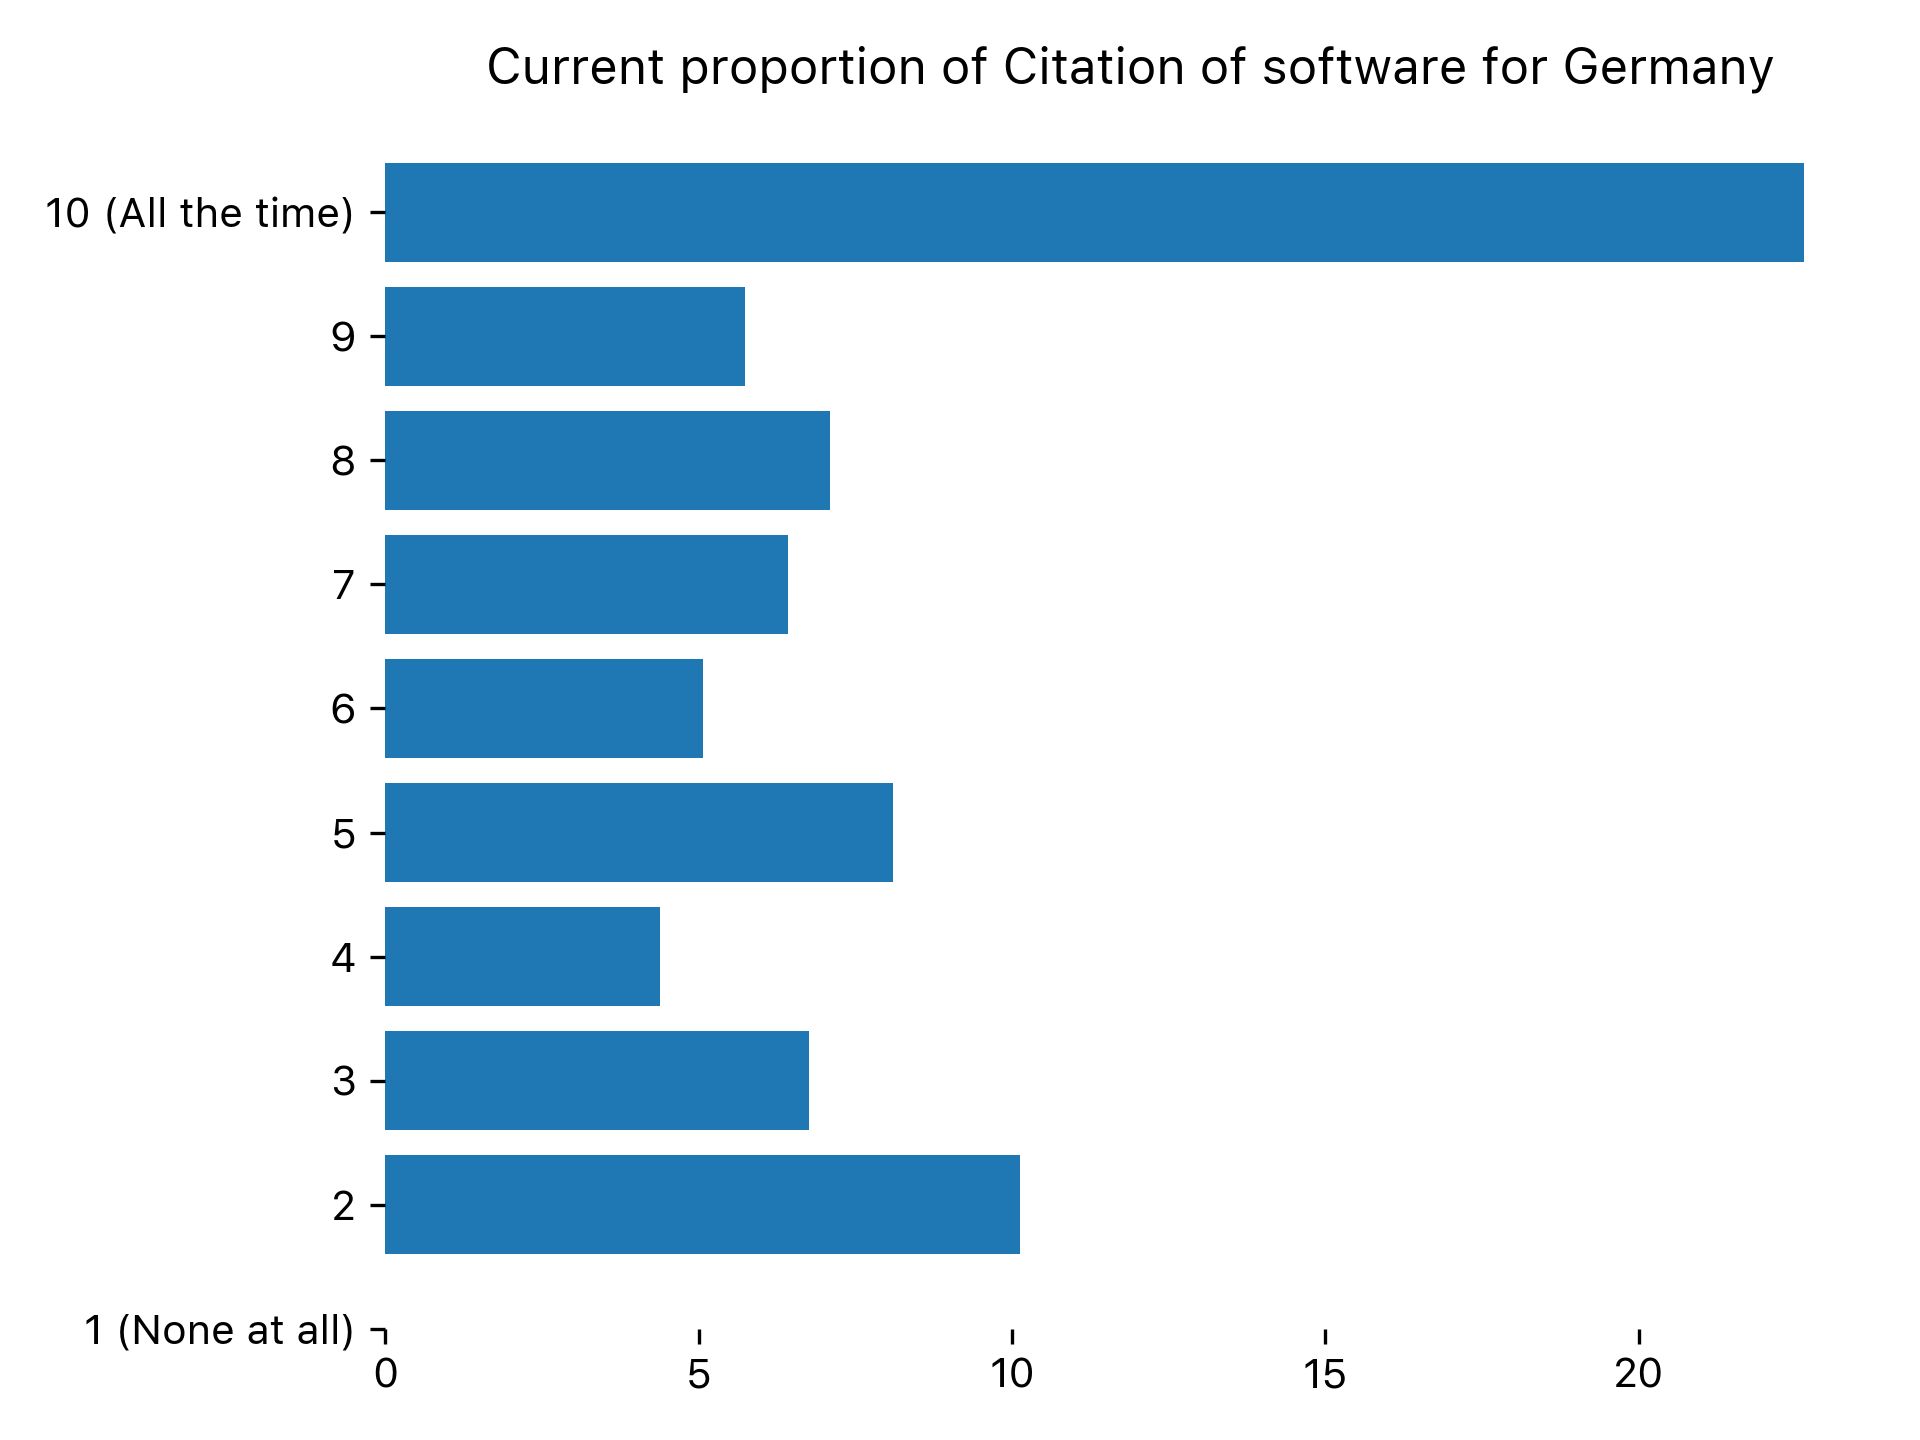 Current proportion of Citation of software for Germany
10 (All the time)
9
8
7
6
5
4
3
2
1 (None at all)
0 5 10 15 20